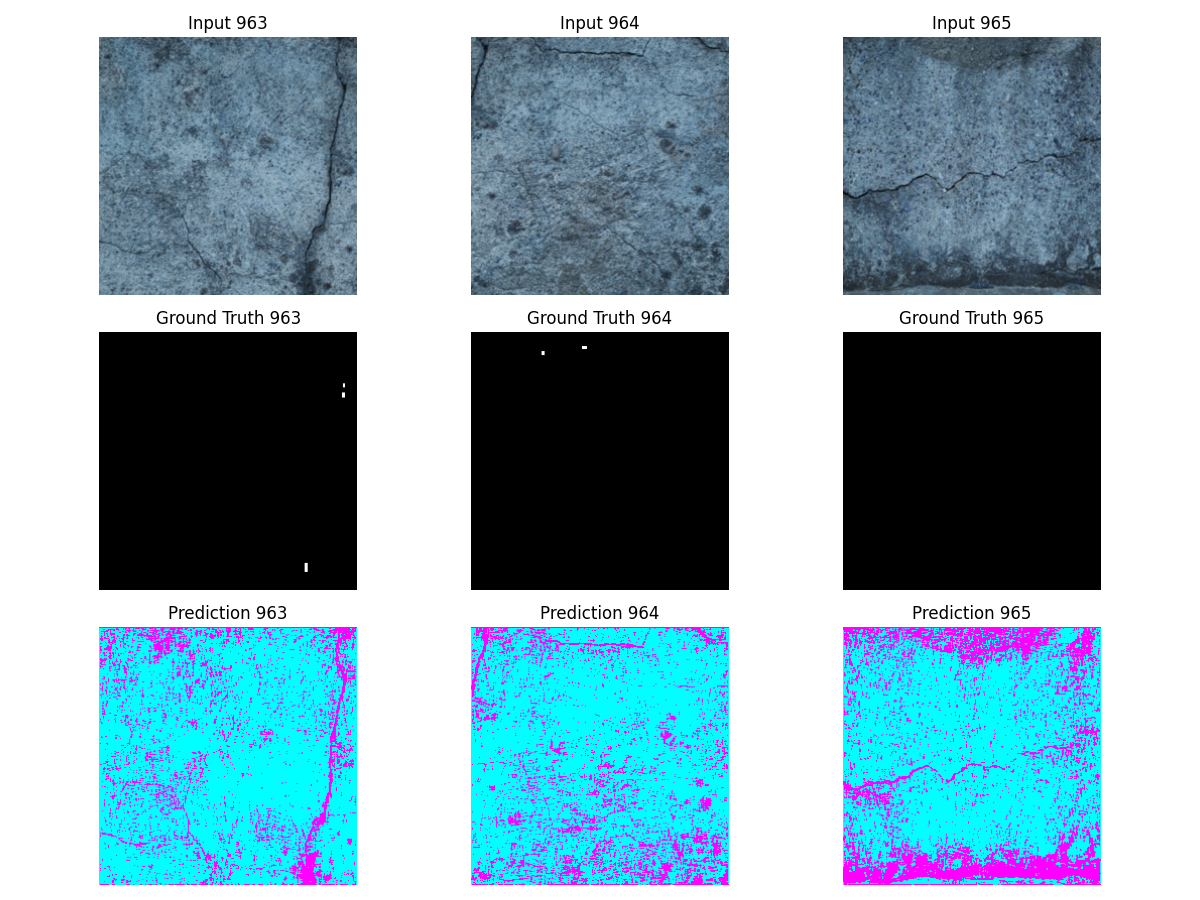 Input 963
Input 964
Input 965
Ground Truth 963
Ground Truth 964
Ground Truth 965
Prediction 963
Prediction 964
Prediction 965